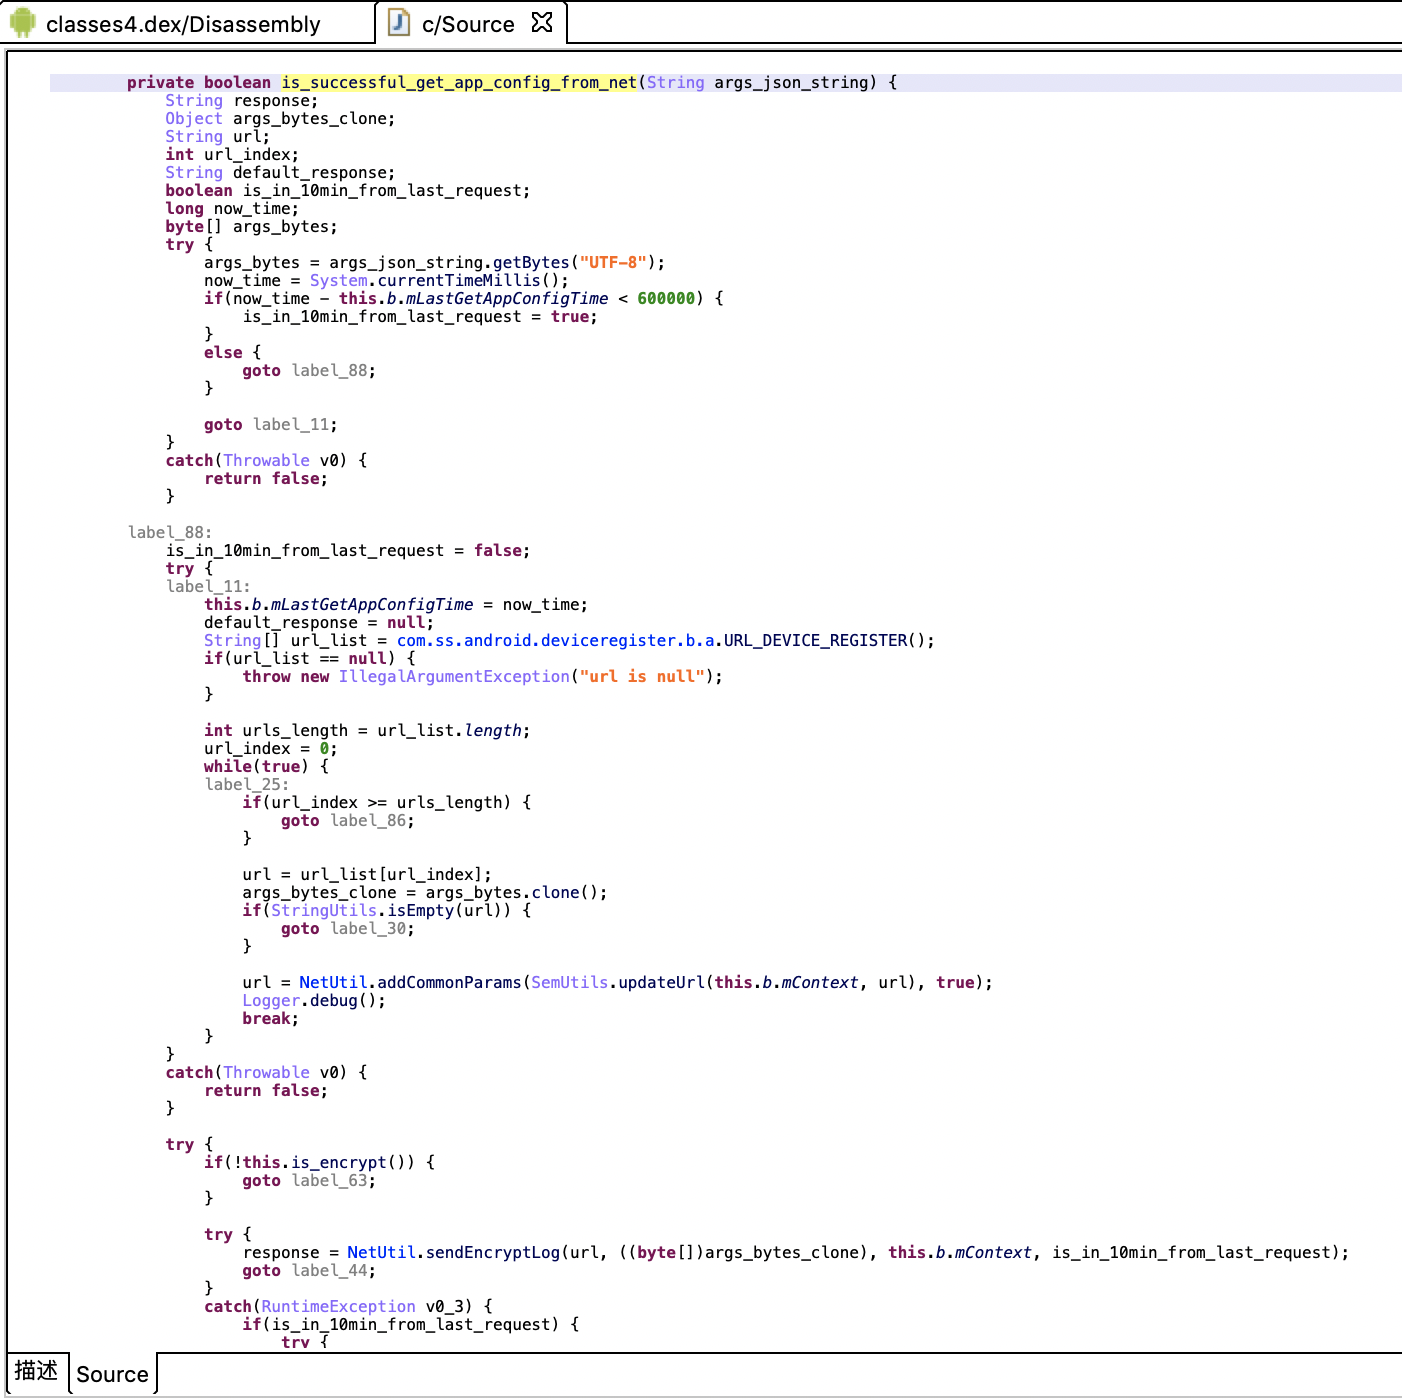 classes4.dex/Disassembly
c/Source
private boolean is_successful_get_app_config_from_net(String args_json_string) {
String response;
Object args_bytes_clone;
String url;
int url_index;
String default_response;
boolean is_in_10min_from_last_request;
long now_time;
byte[] args_bytes;
try {
args_bytes = args_json_string.getBytes("UTF-8");
now_time = System.currentTimeMillis();
if(now_time - this.b.mLastGetAppConfigTime < 600000) {
is_in_10min_from_last_request = true;
}
else {
goto label_88;
}
goto label_11;
}
catch(Throwable v0) {
return false;
}
label_88:
is_in_10min_from_last_request = false;
try {
label_11:
this.b.mLastGetAppConfigTime = now_time;
default_response = null;
String[] url_list = com.ss.android.deviceregister.b.a.URL_DEVICE_REGISTER();
if(url_list == null) {
throw new IllegalArgumentException("url is null");
}
int urls_length = url_list.length;
url_index = 0;
while(true) {
label_25:
if(url_index >= urls_length) {
goto label_86;
}
url = url_list[url_index];
args_bytes_clone = args_bytes.clone();
if(StringUtils.isEmpty(url)) {
goto label_30;
}
url = NetUtil.addCommonParams(SemUtils.updateUrl(this.b.mContext, url), true);
Logger.debug();
break;
}
}
catch(Throwable v0) {
return false;
}
try {
if(!this.is_encrypt()) {
goto label_63;
}
try {
response = NetUtil.sendEncryptLog(url, ((byte[])args_bytes_clone), this.b.mContext, is_in_10min_from_last_request);
goto label_44;
}
catch(RuntimeException v0_3) {
if(is_in_10min_from_last_request) {
try {
描述
Source